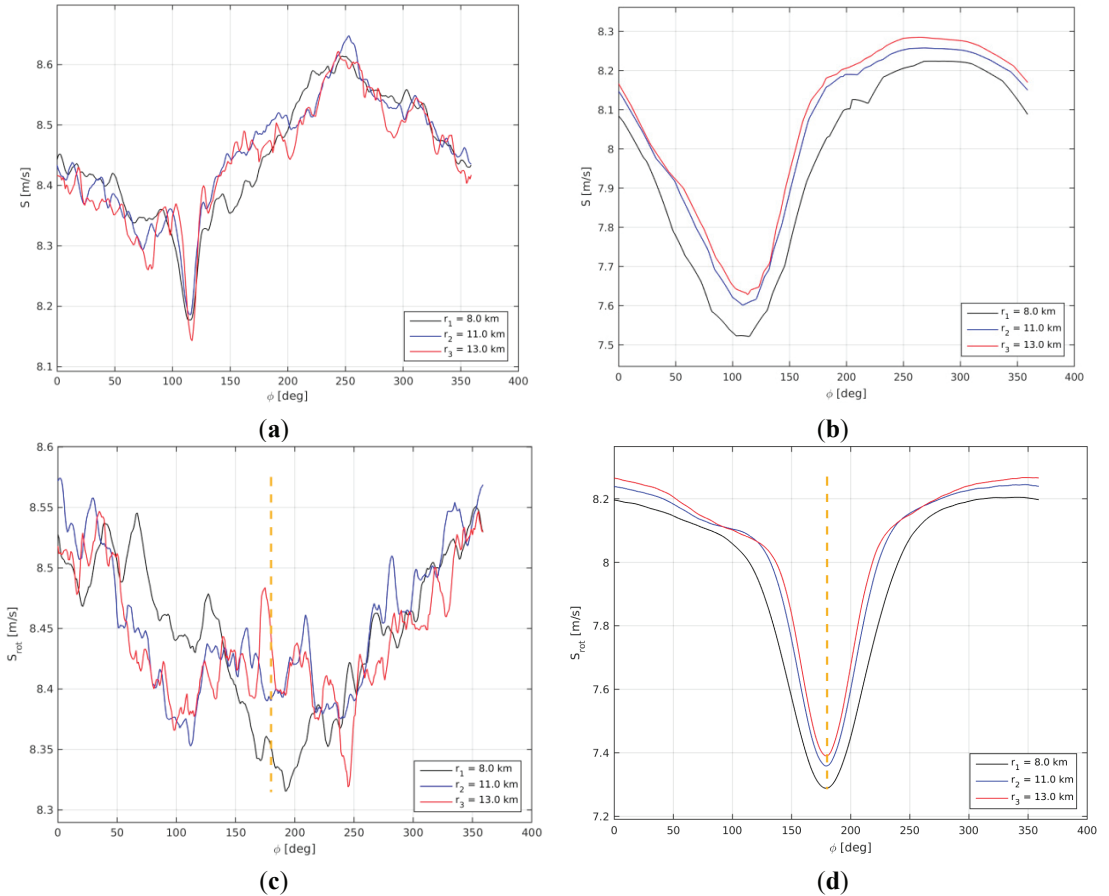 8.6
8.5
8.4
8.3
8.2
8.1
S [m/s]
0 50 100 150 200 250 300 350 400
ϕ [deg]
r1 = 8.0 km
r2 = 11.0 km
r3 = 13.0 km
(a)
8.3
8.2
8.1
8
7.9
7.8
7.7
7.6
7.5
S [m/s]
0 50 100 150 200 250 300 350 400
ϕ [deg]
r1 = 8.0 km
r2 = 11.0 km
r3 = 13.0 km
(b)
8.6
8.55
8.5
8.45
8.4
8.35
8.3
Srot [m/s]
0 50 100 150 200 250 300 350 400
ϕ [deg]
r1 = 8.0 km
r2 = 11.0 km
r3 = 13.0 km
(c)
8.2
8
7.8
7.6
7.4
7.2
Srot [m/s]
0 50 100 150 200 250 300 350 400
ϕ [deg]
r1 = 8.0 km
r2 = 11.0 km
r3 = 13.0 km
(d)